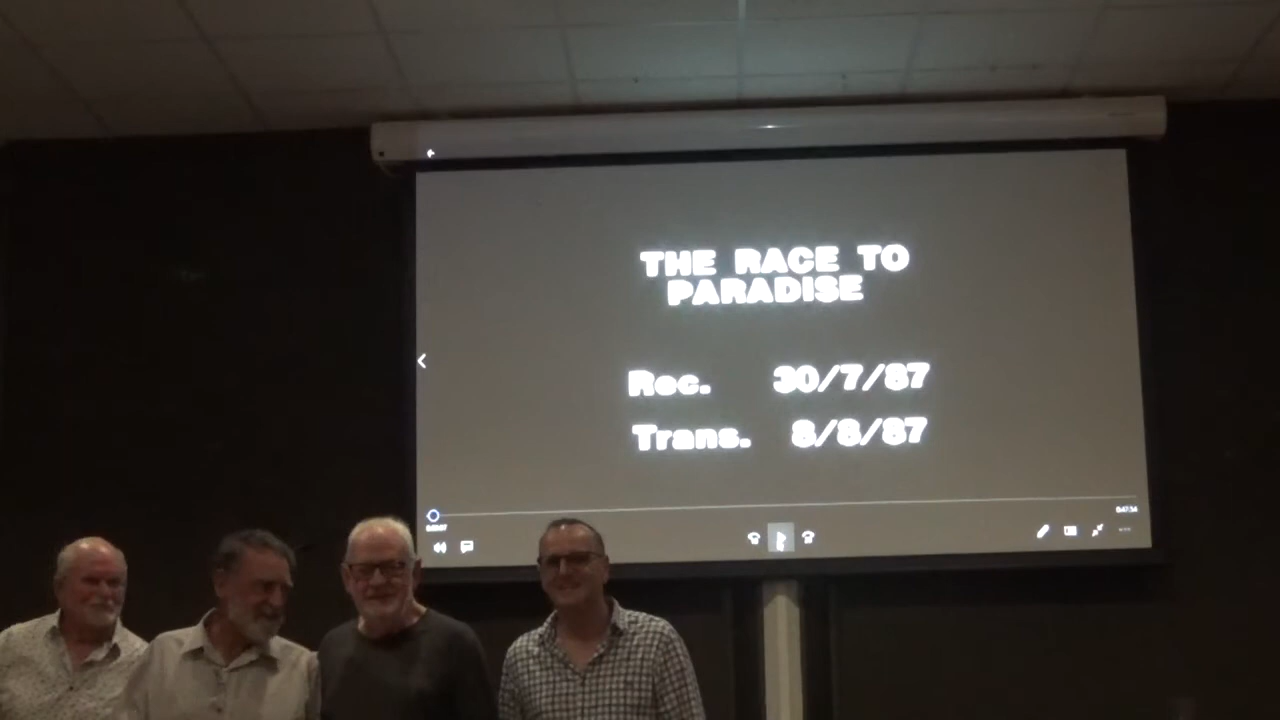 THE RACE TO
PARADISE
Rec. 30/7/87
Trans. 8/8/87